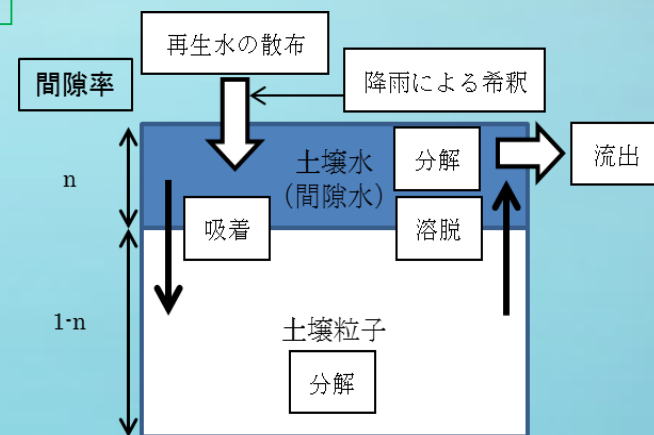 再生水の散布
間隙率
降雨による希釈
n
土壌水
(間隙水)
分解
流出
吸着
溶脱
1-n
土壌粒子
分解